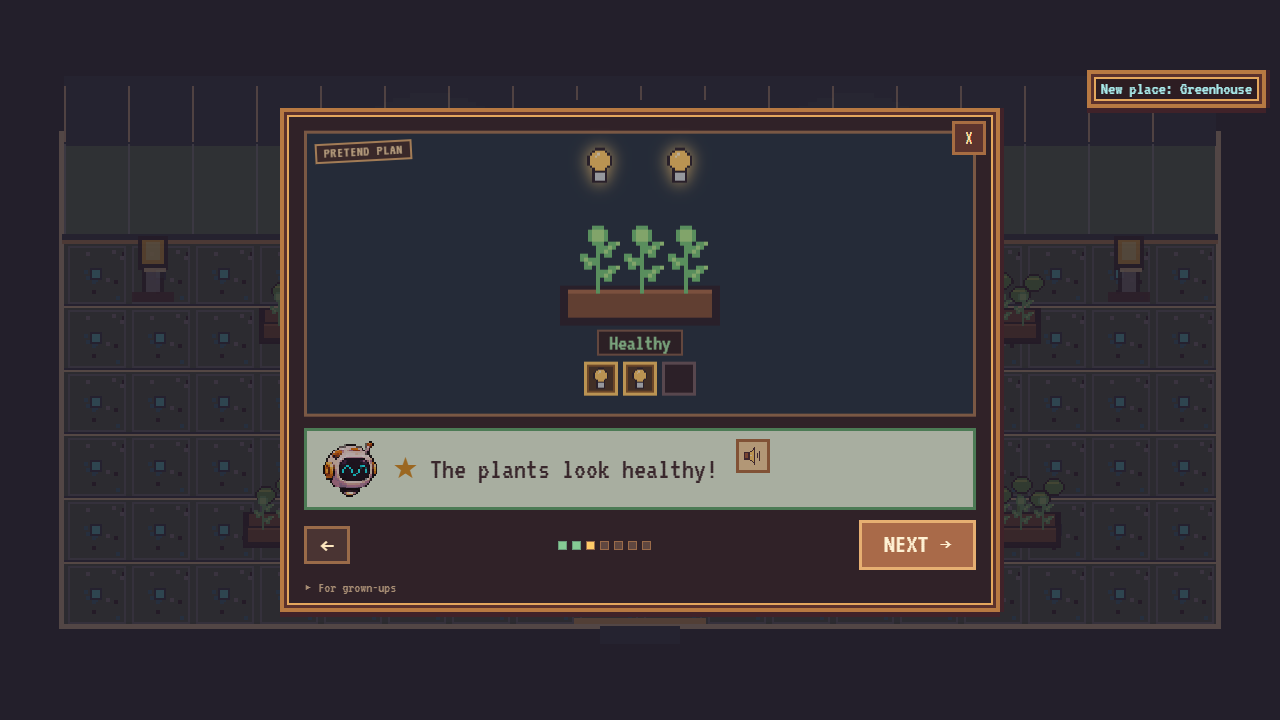 New place: Greenhouse
X
PRETEND PLAN
Healthy
★ The plants look healthy!
← NEXT →
▸ For grown-ups